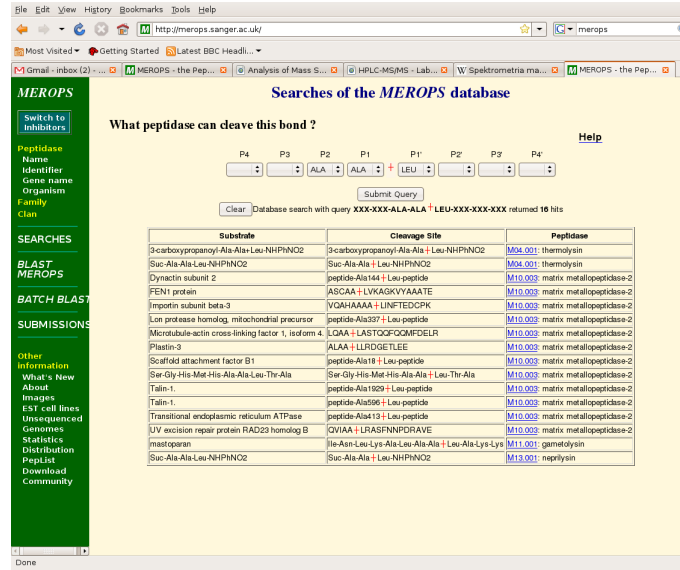 File Edit View History Bookmarks Tools Help
http://merops.sanger.ac.uk/ merops
Most Visited Getting Started Latest BBC Headli...
Gmail - inbox (2) - ... MEROPS - the Pep... Analysis of Mass S... HPLC-MS/MS - Lab... Spektrometria ma... MEROPS - the Pep...
MEROPS
Switch to
Inhibitors
Peptidase
Name
Identifier
Gene name
Organism
Family
Clan
SEARCHES
BLAST
MEROPS
BATCH BLAST
SUBMISSIONS
Other
information
What's New
About
Images
EST cell lines
Unsequenced
Genomes
Statistics
Distribution
PepList
Download
Community
Searches of the MEROPS database
What peptidase can cleave this bond ?
Help
P4 P3 P2 P1 P1' P2' P3' P4'
ALA ALA + LEU
Submit Query
Clear Database search with query XXX-XXX-ALA-ALA+LEU-XXX-XXX-XXX returned 16 hits
Substrate Cleavage Site Peptidase
3-carboxypropanoyl-Ala-Ala+Leu-NHPhNO2 3-carboxypropanoyl-Ala-Ala+Leu-NHPhNO2 M04.001: thermolysin
Suc-Ala-Ala-Leu-NHPhNO2 Suc-Ala-Ala+Leu-NHPhNO2 M04.001: thermolysin
Dynactin subunit 2 peptide-Ala144+Leu-peptide M10.003: matrix metallopeptidase-2
FEN1 protein ASCAA+LVKAGKVYAAATE M10.003: matrix metallopeptidase-2
Importin subunit beta-3 VQAHAAAA+LINFTEDCPK M10.003: matrix metallopeptidase-2
Lon protease homolog, mitochondrial precursor peptide-Ala337+Leu-peptide M10.003: matrix metallopeptidase-2
Microtubule-actin cross-linking factor 1, isoform 4. LQAA+LASTQQFQQMFDELR M10.003: matrix metallopeptidase-2
Plastin-3 ALAA+LLRDGETLEE M10.003: matrix metallopeptidase-2
Scaffold attachment factor B1 peptide-Ala18+Leu-peptide M10.003: matrix metallopeptidase-2
Ser-Gly-His-Met-His-Ala-Ala-Leu-Thr-Ala Ser-Gly-His-Met-His-Ala-Ala+Leu-Thr-Ala M10.003: matrix metallopeptidase-2
Talin-1. peptide-Ala1929+Leu-peptide M10.003: matrix metallopeptidase-2
Talin-1. peptide-Ala596+Leu-peptide M10.003: matrix metallopeptidase-2
Transitional endoplasmic reticulum ATPase peptide-Ala413+Leu-peptide M10.003: matrix metallopeptidase-2
UV excision repair protein RAD23 homolog B QVIAA+LRASFNNPDRAVE M10.003: matrix metallopeptidase-2
mastoparan Ile-Asn-Leu-Lys-Ala-Leu-Ala-Ala+Leu-Ala-Lys-Lys M11.001: gametolysin
Suc-Ala-Ala-Leu-NHPhNO2 Suc-Ala-Ala+Leu-NHPhNO2 M13.001: neprilysin
Done